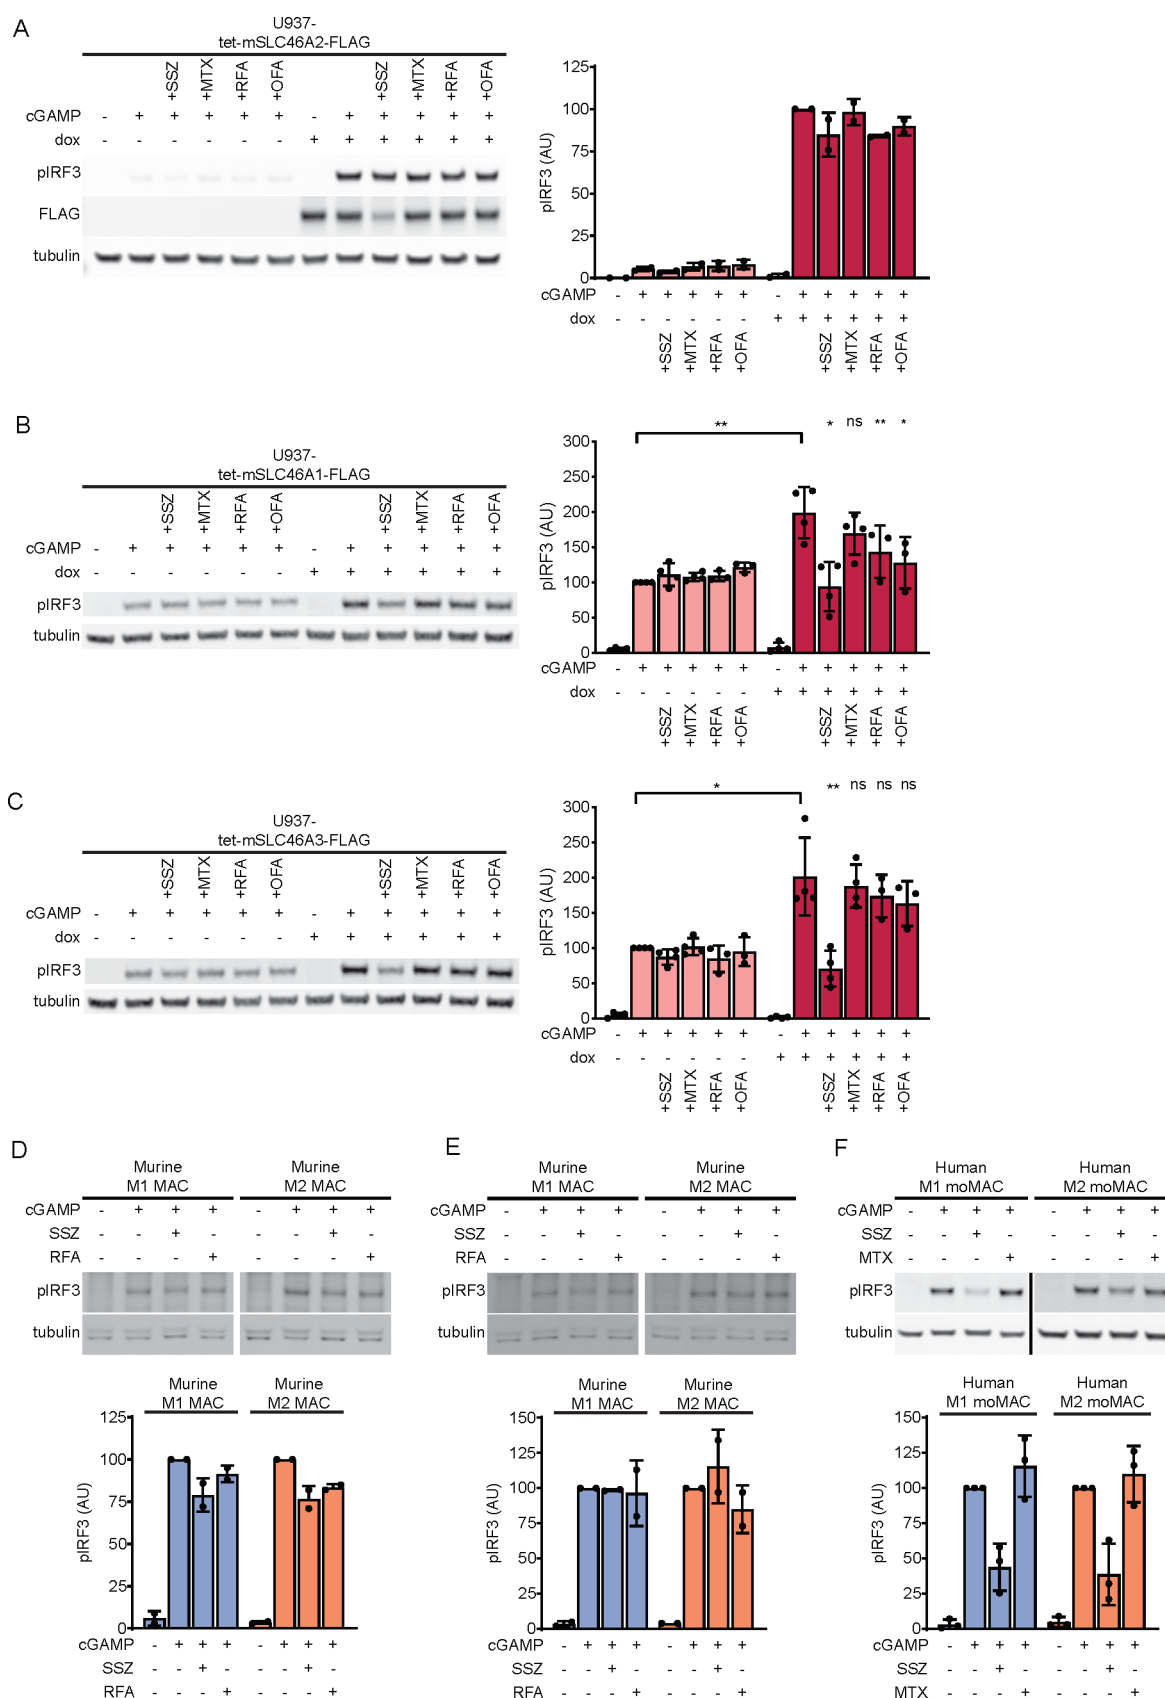 A
U937-
tet-mSLC46A2-FLAG
+SSZ +MTX +RFA +OFA +SSZ +MTX +RFA +OFA
cGAMP - + + + + + - + + + + +
dox - - - - - - + + + + + +
pIRF3
FLAG
tubulin
pIRF3 (AU)
125
100
75
50
25
0
cGAMP - + + + + + - + + + + +
dox - - - - - - + + + + + +
+SSZ +MTX +RFA +OFA +SSZ +MTX +RFA +OFA
B
U937-
tet-mSLC46A1-FLAG
+SSZ +MTX +RFA +OFA +SSZ +MTX +RFA +OFA
cGAMP - + + + + + - + + + + +
dox - - - - - - + + + + + +
pIRF3
tubulin
** * ns ** *
pIRF3 (AU)
300
250
200
150
100
50
0
cGAMP - + + + + + - + + + + +
dox - - - - - - + + + + + +
+SSZ +MTX +RFA +OFA +SSZ +MTX +RFA +OFA
C
U937-
tet-mSLC46A3-FLAG
+SSZ +MTX +RFA +OFA +SSZ +MTX +RFA +OFA
cGAMP - + + + + + - + + + + +
dox - - - - - - + + + + + +
pIRF3
tubulin
* ** ns ns ns
pIRF3 (AU)
300
250
200
150
100
50
0
cGAMP - + + + + + - + + + + +
dox - - - - - - + + + + + +
+SSZ +MTX +RFA +OFA +SSZ +MTX +RFA +OFA
D
Murine
M1 MAC
Murine
M2 MAC
cGAMP - + + + - + + +
SSZ - - + - - - + -
RFA - - - + - - - +
pIRF3
tubulin
Murine
M1 MAC
Murine
M2 MAC
pIRF3 (AU)
125
100
75
50
25
0
cGAMP - + + + - + + +
SSZ - - + - - - + -
RFA - - - + - - - +
E
Murine
M1 MAC
Murine
M2 MAC
cGAMP - + + + - + + +
SSZ - - + - - - + -
RFA - - - + - - - +
pIRF3
tubulin
Murine
M1 MAC
Murine
M2 MAC
pIRF3 (AU)
150
125
100
75
50
25
0
cGAMP - + + + - + + +
SSZ - - + - - - + -
RFA - - - + - - - +
F
Human
M1 moMAC
Human
M2 moMAC
cGAMP - + + + - + + +
SSZ - - + - - - + -
MTX - - - + - - - +
pIRF3
tubulin
Human
M1 moMAC
Human
M2 moMAC
pIRF3 (AU)
150
125
100
75
50
25
0
cGAMP - + + + - + + +
SSZ - - + - - - + -
MTX - - - + - - - +